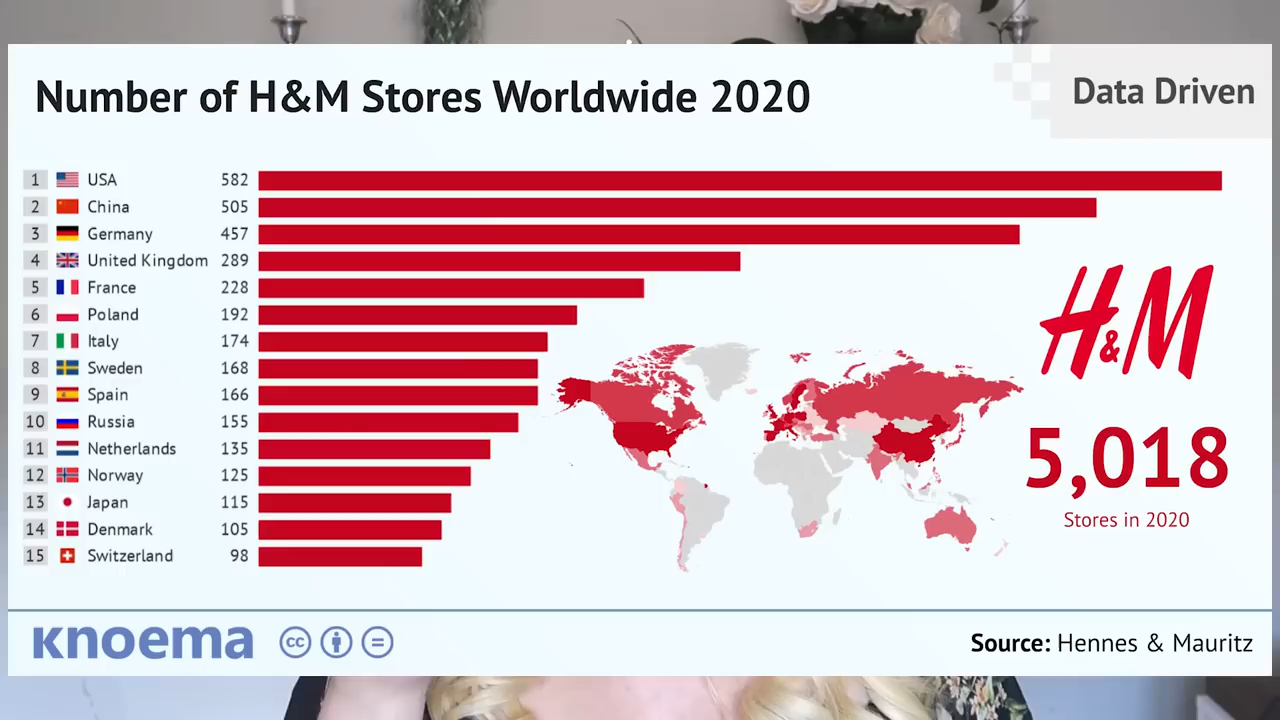 Number of H&M Stores Worldwide 2020
Data Driven
1 USA 582
2 China 505
3 Germany 457
4 United Kingdom 289
5 France 228
6 Poland 192
7 Italy 174
8 Sweden 168
9 Spain 166
10 Russia 155
11 Netherlands 135
12 Norway 125
13 Japan 115
14 Denmark 105
15 Switzerland 98
H&M
5,018
Stores in 2020
knoema
cc
Source: Hennes & Mauritz